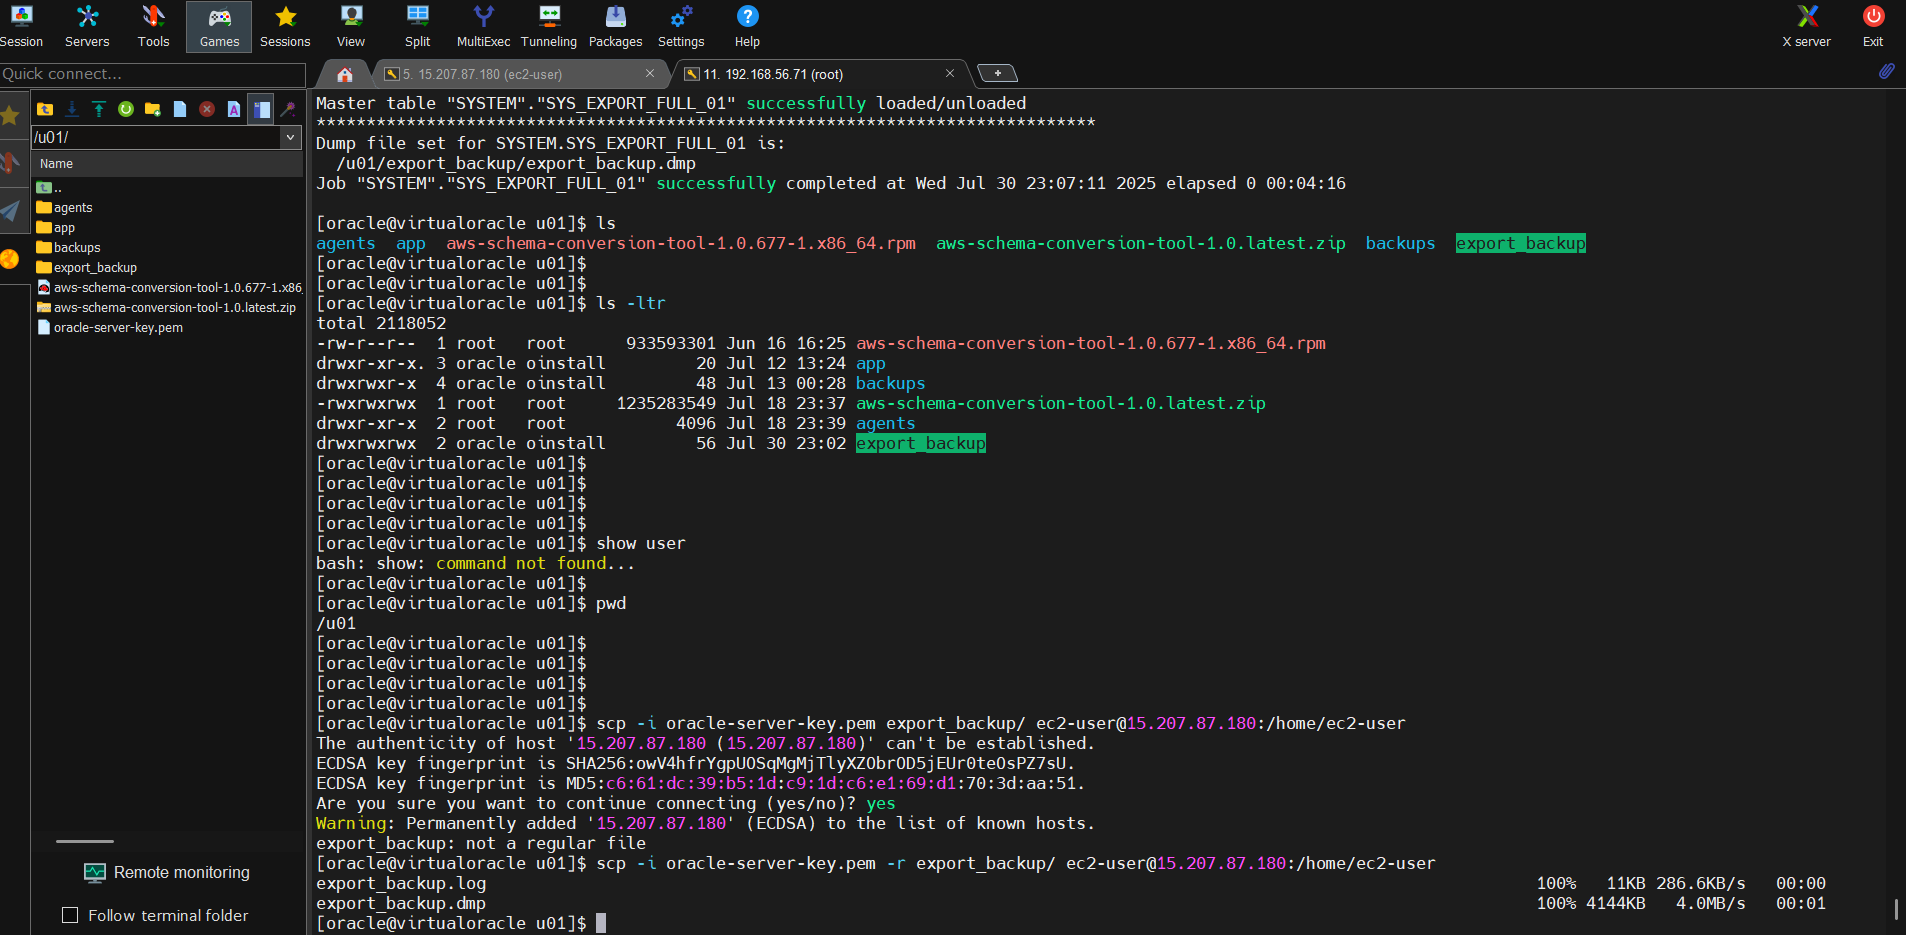 Session Servers Tools Games Sessions View Split MultiExec Tunneling Packages Settings Help X server Exit
Quick connect...
5. 15.207.87.180 (ec2-user)
11. 192.168.56.71 (root)
/u01/
Name
..
agents
app
backups
export_backup
aws-schema-conversion-tool-1.0.677-1.x86_
aws-schema-conversion-tool-1.0.latest.zip
oracle-server-key.pem
Remote monitoring
Follow terminal folder
Master table "SYSTEM"."SYS_EXPORT_FULL_01" successfully loaded/unloaded
******************************************************************************
Dump file set for SYSTEM.SYS_EXPORT_FULL_01 is:
/u01/export_backup/export_backup.dmp
Job "SYSTEM"."SYS_EXPORT_FULL_01" successfully completed at Wed Jul 30 23:07:11 2025 elapsed 0 00:04:16
[oracle@virtualoracle u01]$ ls
agents app aws-schema-conversion-tool-1.0.677-1.x86_64.rpm aws-schema-conversion-tool-1.0.latest.zip backups export_backup
[oracle@virtualoracle u01]$
[oracle@virtualoracle u01]$
[oracle@virtualoracle u01]$ ls -ltr
total 2118052
-rw-r--r-- 1 root root 933593301 Jun 16 16:25 aws-schema-conversion-tool-1.0.677-1.x86_64.rpm
drwxr-xr-x. 3 oracle oinstall 20 Jul 12 13:24 app
drwxrwxr-x 4 oracle oinstall 48 Jul 13 00:28 backups
-rwxrwxrwx 1 root root 1235283549 Jul 18 23:37 aws-schema-conversion-tool-1.0.latest.zip
drwxr-xr-x 2 root root 4096 Jul 18 23:39 agents
drwxrwxrwx 2 oracle oinstall 56 Jul 30 23:02 export_backup
[oracle@virtualoracle u01]$
[oracle@virtualoracle u01]$
[oracle@virtualoracle u01]$
[oracle@virtualoracle u01]$
[oracle@virtualoracle u01]$ show user
bash: show: command not found...
[oracle@virtualoracle u01]$
[oracle@virtualoracle u01]$ pwd
/u01
[oracle@virtualoracle u01]$
[oracle@virtualoracle u01]$
[oracle@virtualoracle u01]$
[oracle@virtualoracle u01]$
[oracle@virtualoracle u01]$ scp -i oracle-server-key.pem export_backup/ ec2-user@15.207.87.180:/home/ec2-user
The authenticity of host '15.207.87.180 (15.207.87.180)' can't be established.
ECDSA key fingerprint is SHA256:owV4hfrYgpUOSqMgMjTlyXZObrOD5jEUr0teOsPZ7sU.
ECDSA key fingerprint is MD5:c6:61:dc:39:b5:1d:c9:1d:c6:e1:69:d1:70:3d:aa:51.
Are you sure you want to continue connecting (yes/no)? yes
Warning: Permanently added '15.207.87.180' (ECDSA) to the list of known hosts.
export_backup: not a regular file
[oracle@virtualoracle u01]$ scp -i oracle-server-key.pem -r export_backup/ ec2-user@15.207.87.180:/home/ec2-user
export_backup.log 100% 11KB 286.6KB/s 00:00
export_backup.dmp 100% 4144KB 4.0MB/s 00:01
[oracle@virtualoracle u01]$